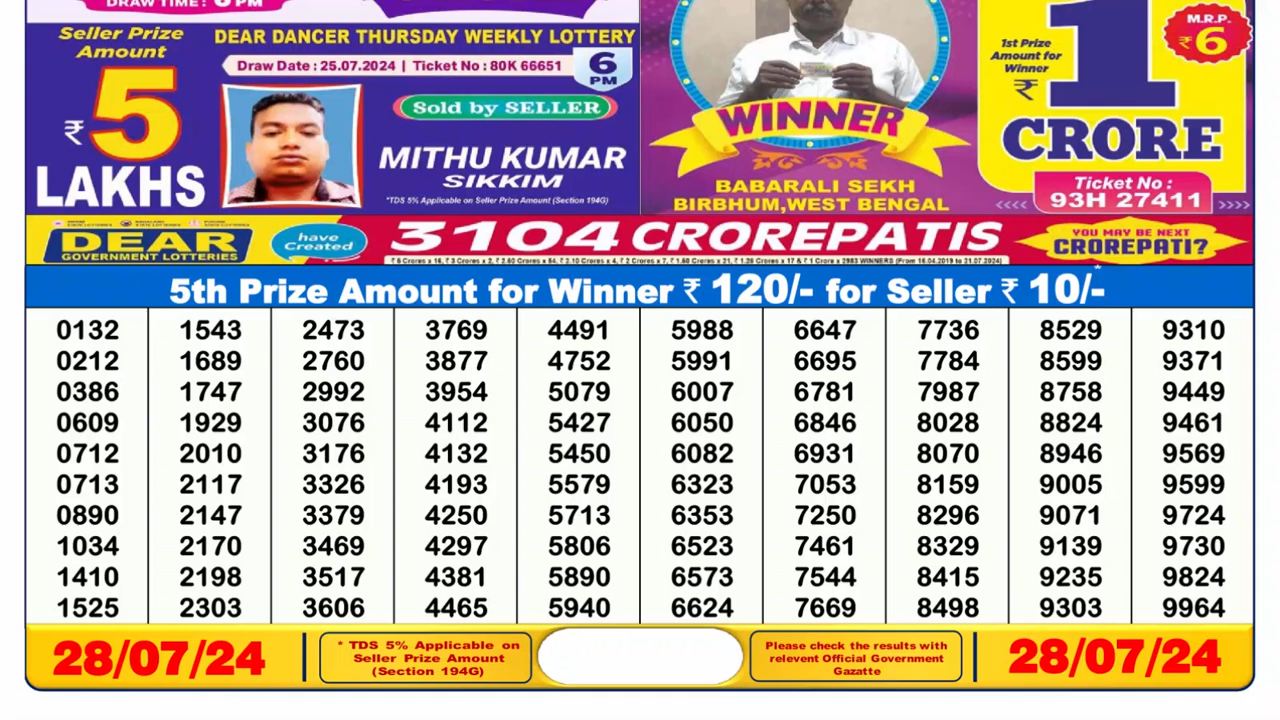 DRAW TIME: 6 PM
Seller Prize
Amount
₹ 5
LAKHS
DEAR DANCER THURSDAY WEEKLY LOTTERY
Draw Date : 25.07.2024 | Ticket No : 80K 66651
6
PM
Sold by SELLER
MITHU KUMAR
SIKKIM
*TDS 5% Applicable on Seller Prize Amount (Section 194G)
WINNER
BABARALI SEKH
BIRBHUM,WEST BENGAL
1st Prize
Amount for
Winner
₹
1
CRORE
M.R.P.
₹6
Ticket No :
93H 27411
DEAR
GOVERNMENT LOTTERIES
have
Created
3104 CROREPATIS
YOU MAY BE NEXT
CROREPATI?
5th Prize Amount for Winner ₹ 120/- for Seller ₹ 10/-*
0132 1543 2473 3769 4491 5988 6647 7736 8529 9310
0212 1689 2760 3877 4752 5991 6695 7784 8599 9371
0386 1747 2992 3954 5079 6007 6781 7987 8758 9449
0609 1929 3076 4112 5427 6050 6846 8028 8824 9461
0712 2010 3176 4132 5450 6082 6931 8070 8946 9569
0713 2117 3326 4193 5579 6323 7053 8159 9005 9599
0890 2147 3379 4250 5713 6353 7250 8296 9071 9724
1034 2170 3469 4297 5806 6523 7461 8329 9139 9730
1410 2198 3517 4381 5890 6573 7544 8415 9235 9824
1525 2303 3606 4465 5940 6624 7669 8498 9303 9964
28/07/24
* TDS 5% Applicable on
Seller Prize Amount
(Section 194G)
Please check the results with
relevent Official Government
Gazatte
28/07/24